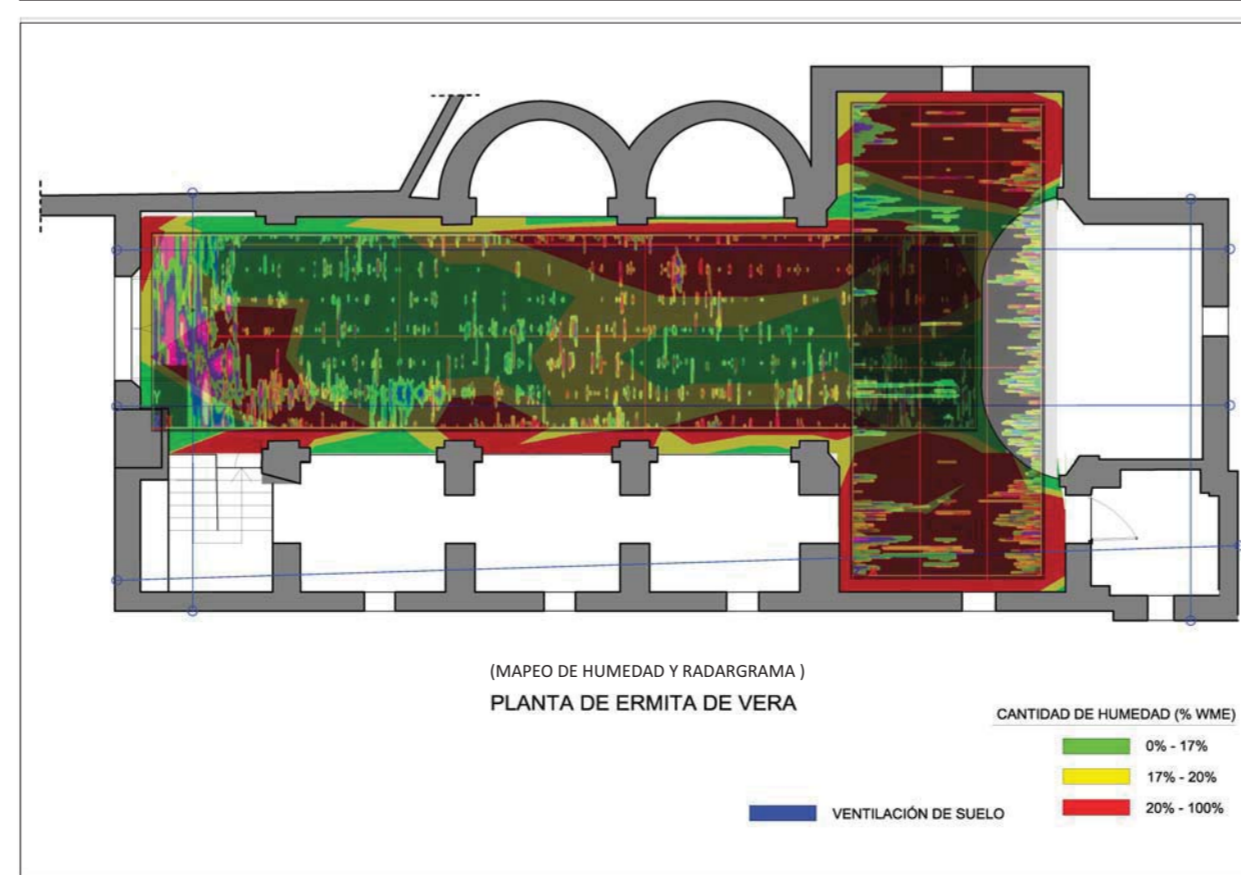 (MAPEO DE HUMEDAD Y RADARGRAMA )
PLANTA DE ERMITA DE VERA
CANTIDAD DE HUMEDAD (% WME)
0% - 17%
17% - 20%
20% - 100%
VENTILACIÓN DE SUELO